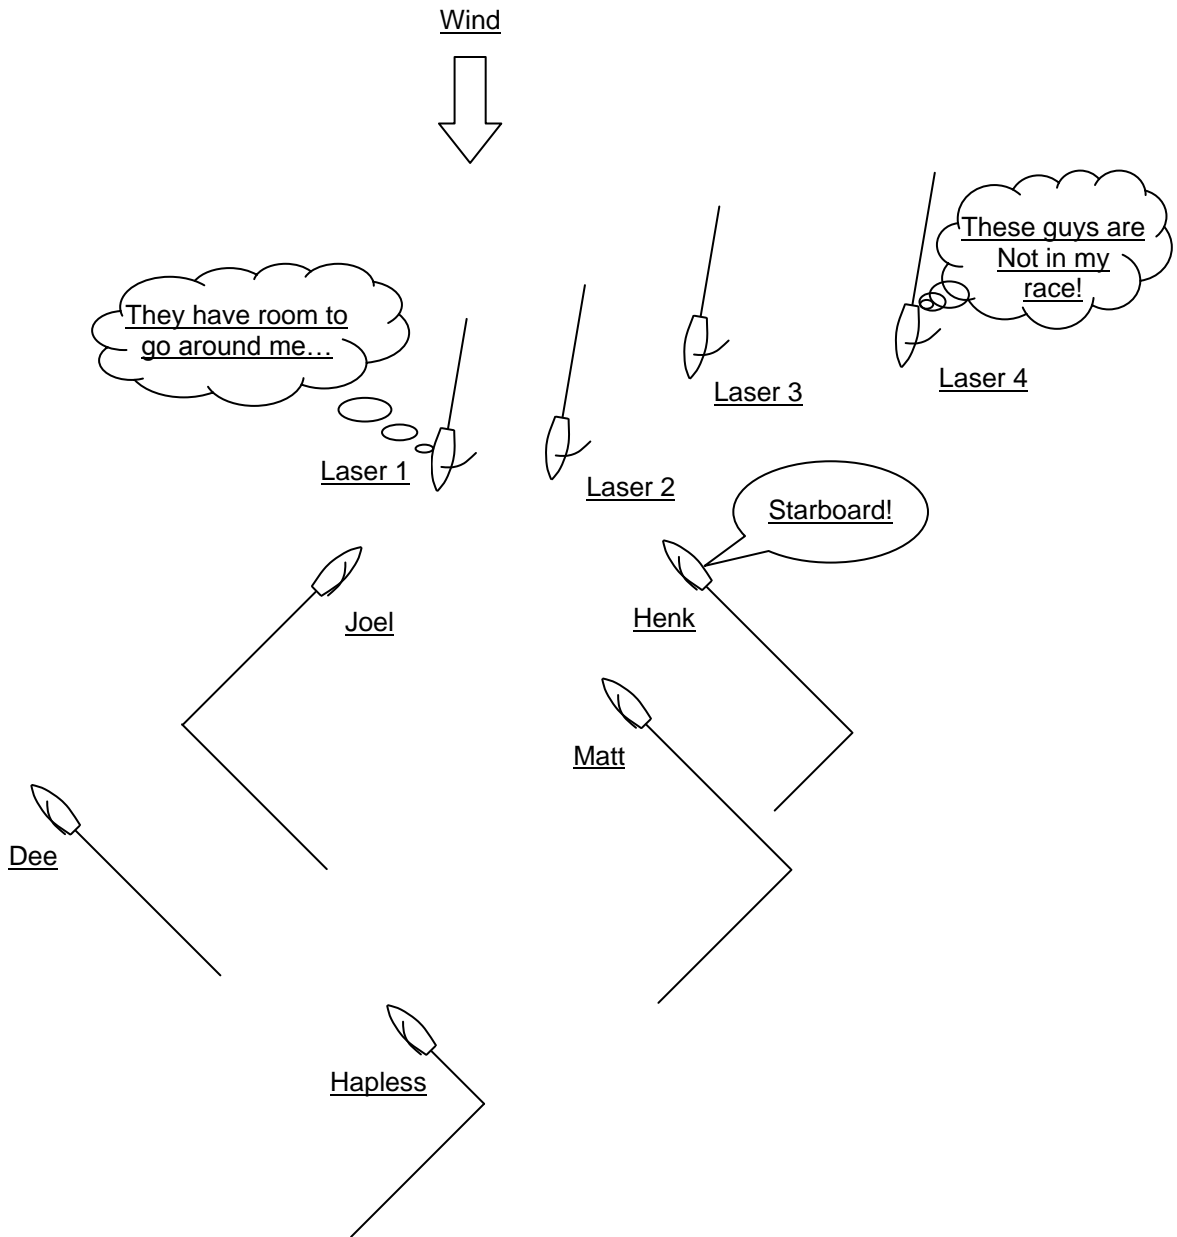 Wind
These guys are
Not in my
race!
They have room to
go around me…
Laser 3
Laser 4
Laser 1
Laser 2
Starboard!
Joel
Henk
Matt
Dee
Hapless